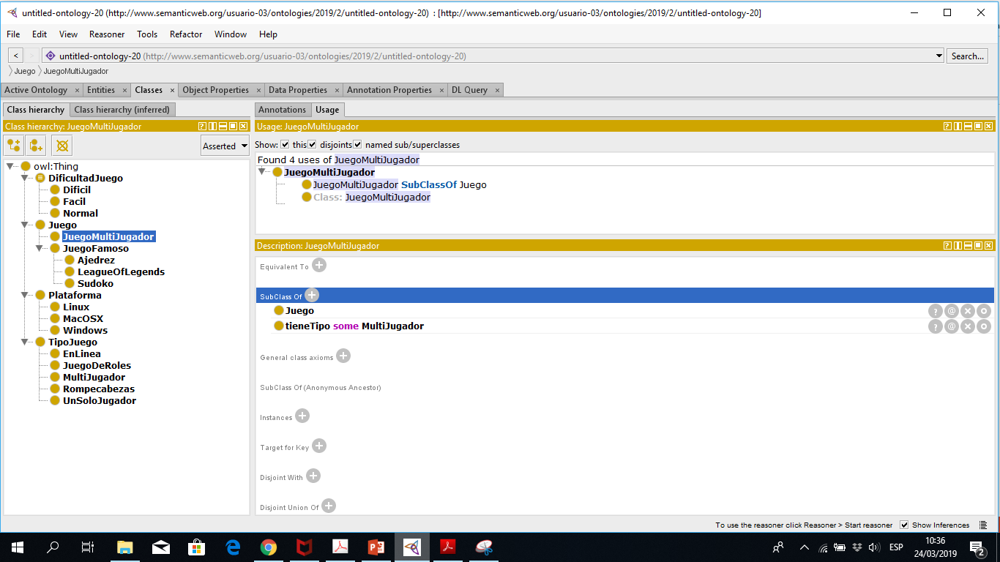 untitled-ontology-20 (http://www.semanticweb.org/usuario-03/ontologies/2019/2/untitled-ontology-20)  : [http://www.semanticweb.org/usuario-03/ontologies/2019/2/untitled-ontology-20]
File Edit View Reasoner Tools Refactor Window Help
< > untitled-ontology-20 (http://www.semanticweb.org/usuario-03/ontologies/2019/2/untitled-ontology-20) Search...
Juego JuegoMultiJugador
Active Ontology × Entities × Classes × Object Properties × Data Properties × Annotation Properties × DL Query ×
Class hierarchy Class hierarchy (inferred)
Class hierarchy: JuegoMultiJugador
Asserted
owl:Thing
DificultadJuego
Dificil
Facil
Normal
Juego
JuegoMultiJugador
JuegoFamoso
Ajedrez
LeagueOfLegends
Sudoko
Plataforma
Linux
MacOSX
Windows
TipoJuego
EnLinea
JuegoDeRoles
MultiJugador
Rompecabezas
UnSoloJugador
Annotations Usage
Usage: JuegoMultiJugador
Show: this disjoints named sub/superclasses
Found 4 uses of JuegoMultiJugador
JuegoMultiJugador
JuegoMultiJugador SubClassOf Juego
Class: JuegoMultiJugador
Description: JuegoMultiJugador
Equivalent To
SubClass Of
Juego
tieneTipo some MultiJugador
General class axioms
SubClass Of (Anonymous Ancestor)
Instances
Target for Key
Disjoint With
Disjoint Union Of
To use the reasoner click Reasoner > Start reasoner Show Inferences
ESP
10:36
24/03/2019
2